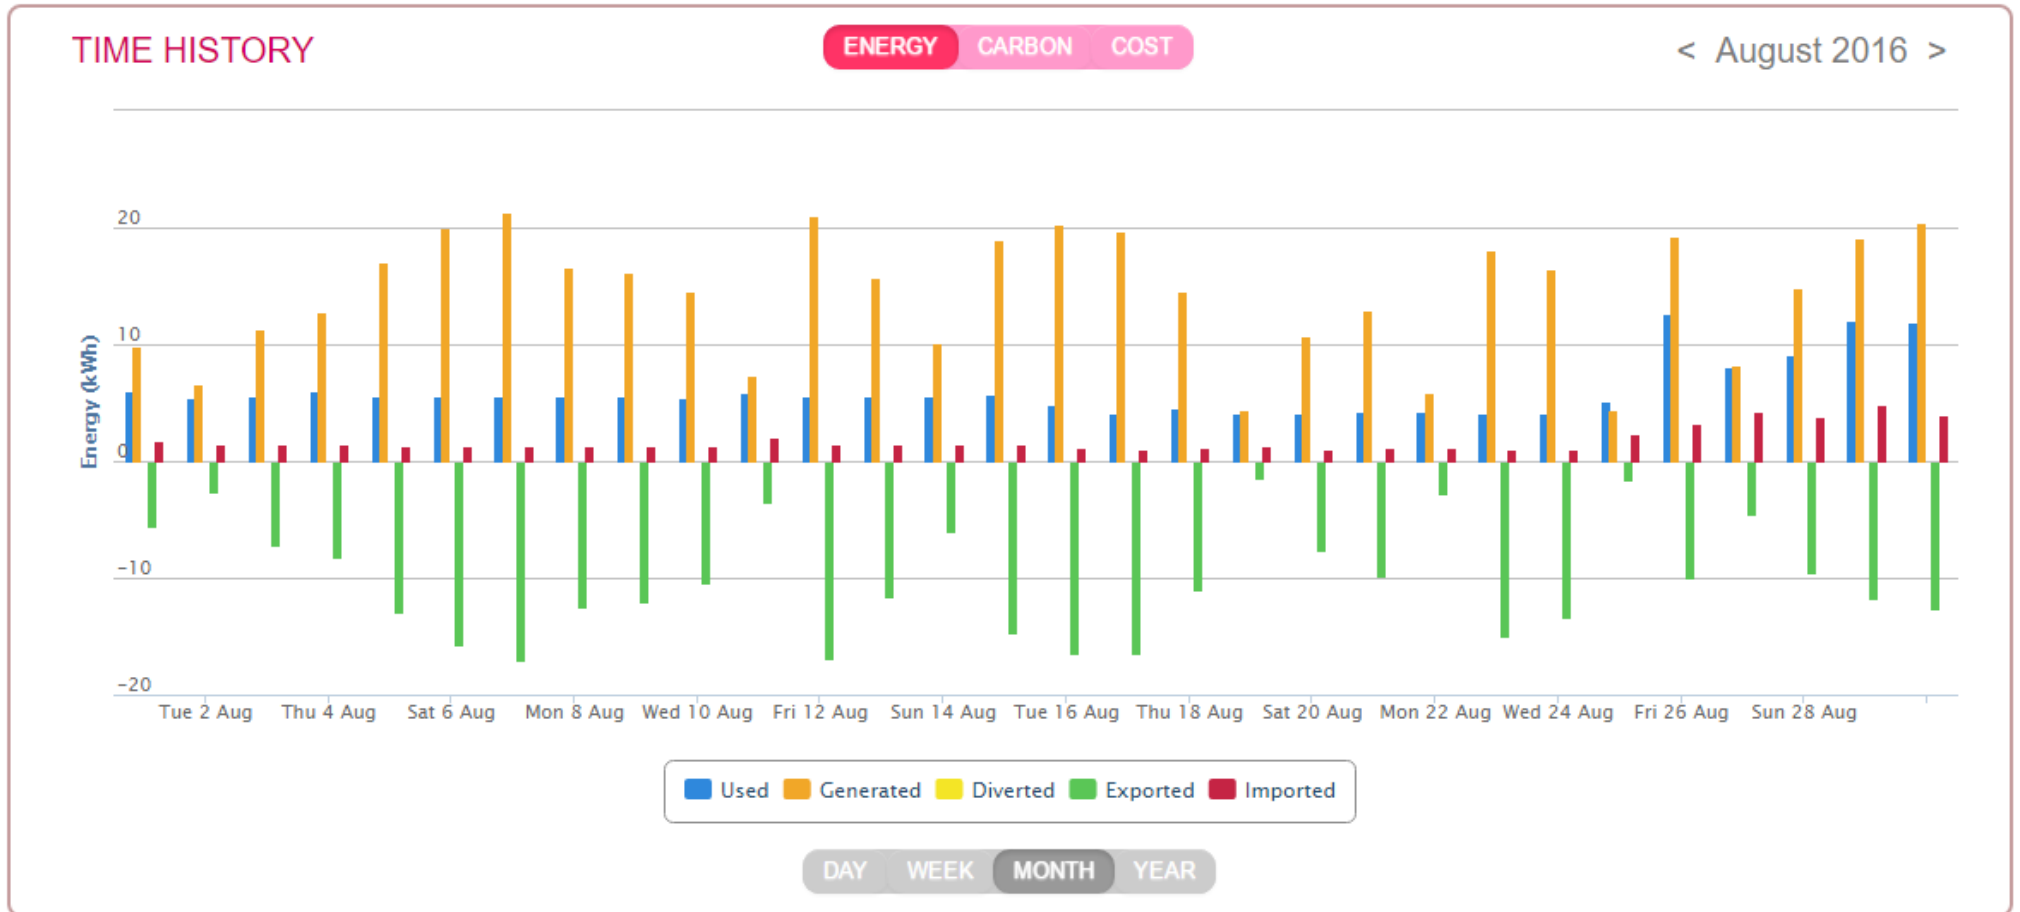 TIME HISTORY
ENERGY CARBON COST
< August 2016 >
Energy (kWh)
20
10
0
-10
-20
Tue 2 Aug Thu 4 Aug Sat 6 Aug Mon 8 Aug Wed 10 Aug Fri 12 Aug Sun 14 Aug Tue 16 Aug Thu 18 Aug Sat 20 Aug Mon 22 Aug Wed 24 Aug Fri 26 Aug Sun 28 Aug
Used Generated Diverted Exported Imported
DAY WEEK MONTH YEAR